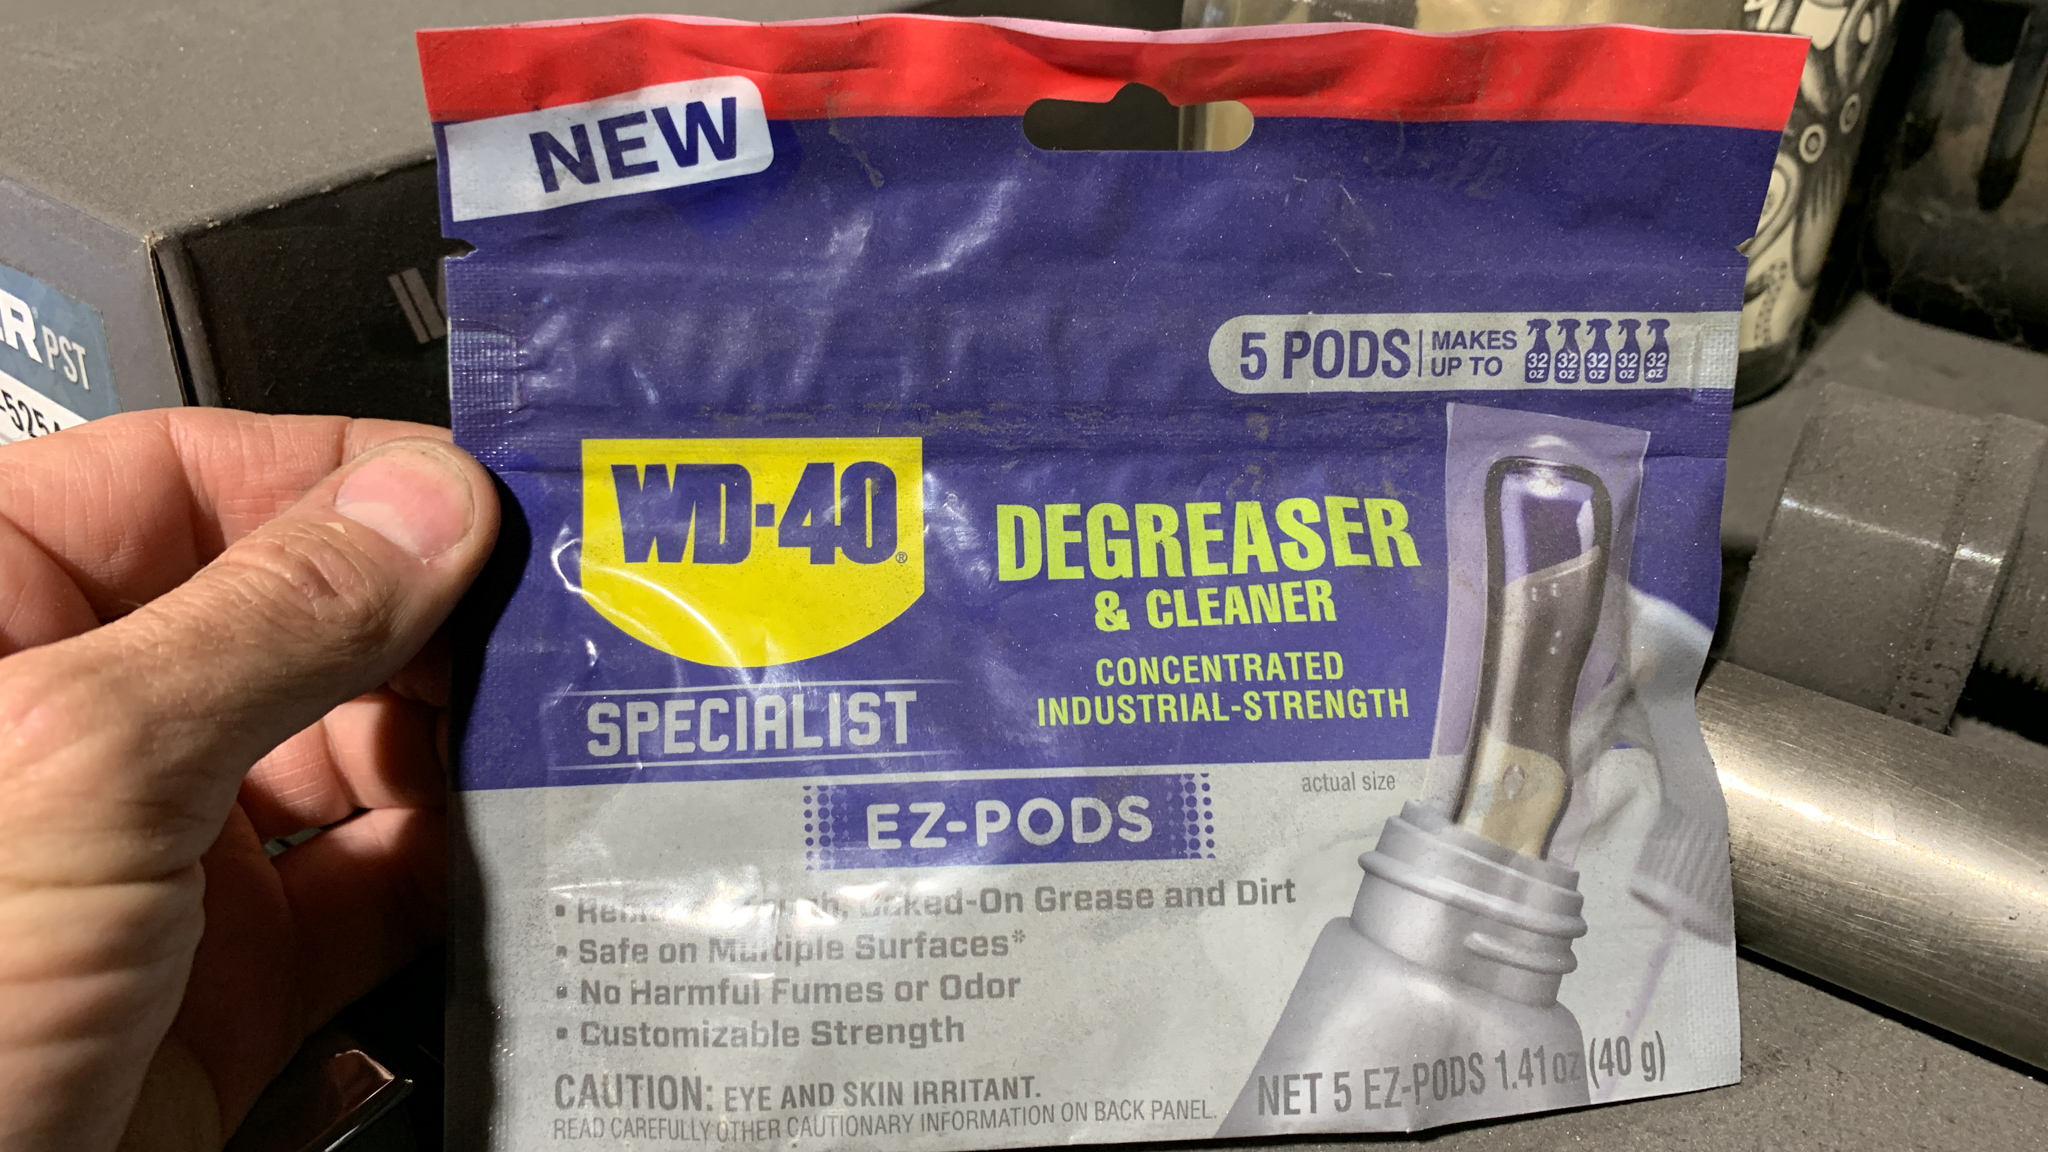 NEW
5 PODS
MAKES
UP TO
32 32 32 32 32
OZ OZ OZ OZ OZ
WD-40®
SPECIALIST
DEGREASER
& CLEANER
CONCENTRATED
INDUSTRIAL-STRENGTH
actual size
EZ-PODS
• Baked-On Grease and Dirt
• Safe on Multiple Surfaces*
• No Harmful Fumes or Odor
• Customizable Strength
CAUTION: EYE AND SKIN IRRITANT.
READ CAREFULLY OTHER CAUTIONARY INFORMATION ON BACK PANEL.
NET 5 EZ-PODS 1.41 oz (40 g)
PST